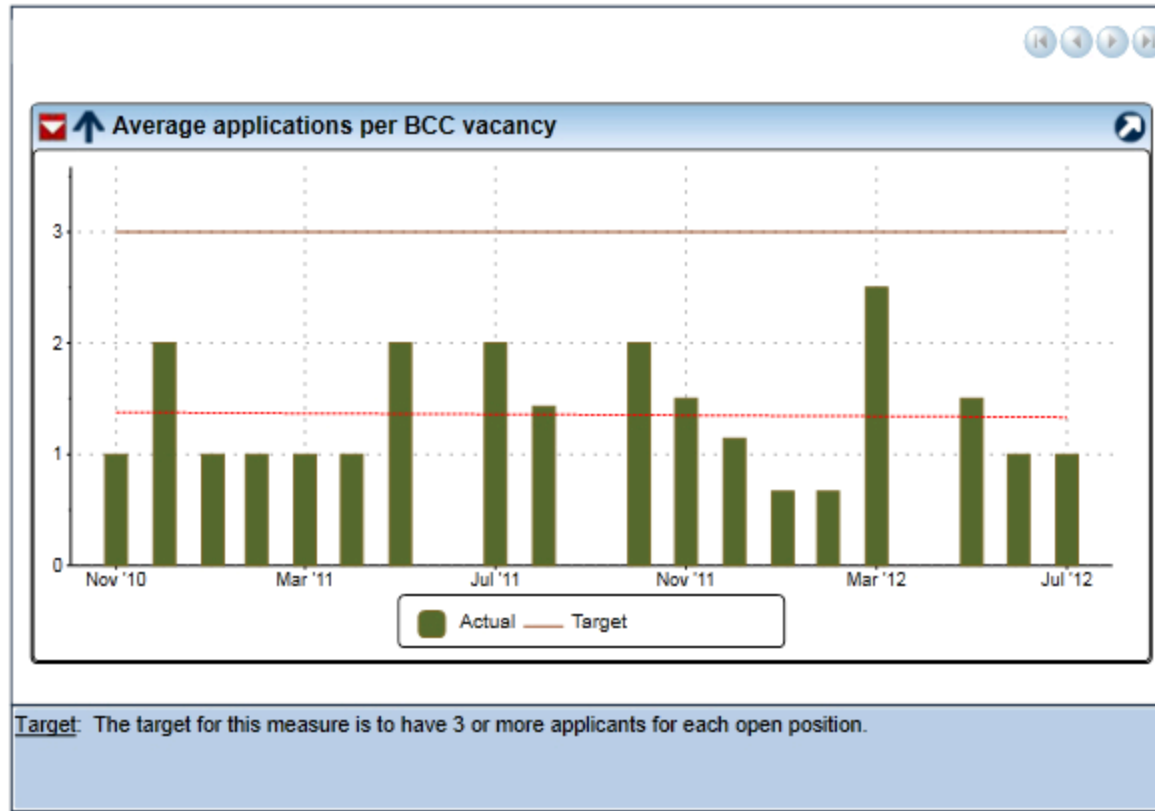 Average applications per BCC vacancy
3
2
1
0
Nov '10 Mar '11 Jul '11 Nov '11 Mar '12 Jul '12
Actual Target
Target: The target for this measure is to have 3 or more applicants for each open position.